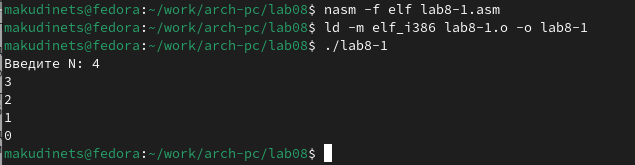 makudinets@fedora:~/work/arch-pc/lab08$ nasm -f elf lab8-1.asm
makudinets@fedora:~/work/arch-pc/lab08$ ld -m elf_i386 lab8-1.o -o lab8-1
makudinets@fedora:~/work/arch-pc/lab08$ ./lab8-1
Введите N: 4
3
2
1
0
makudinets@fedora:~/work/arch-pc/lab08$